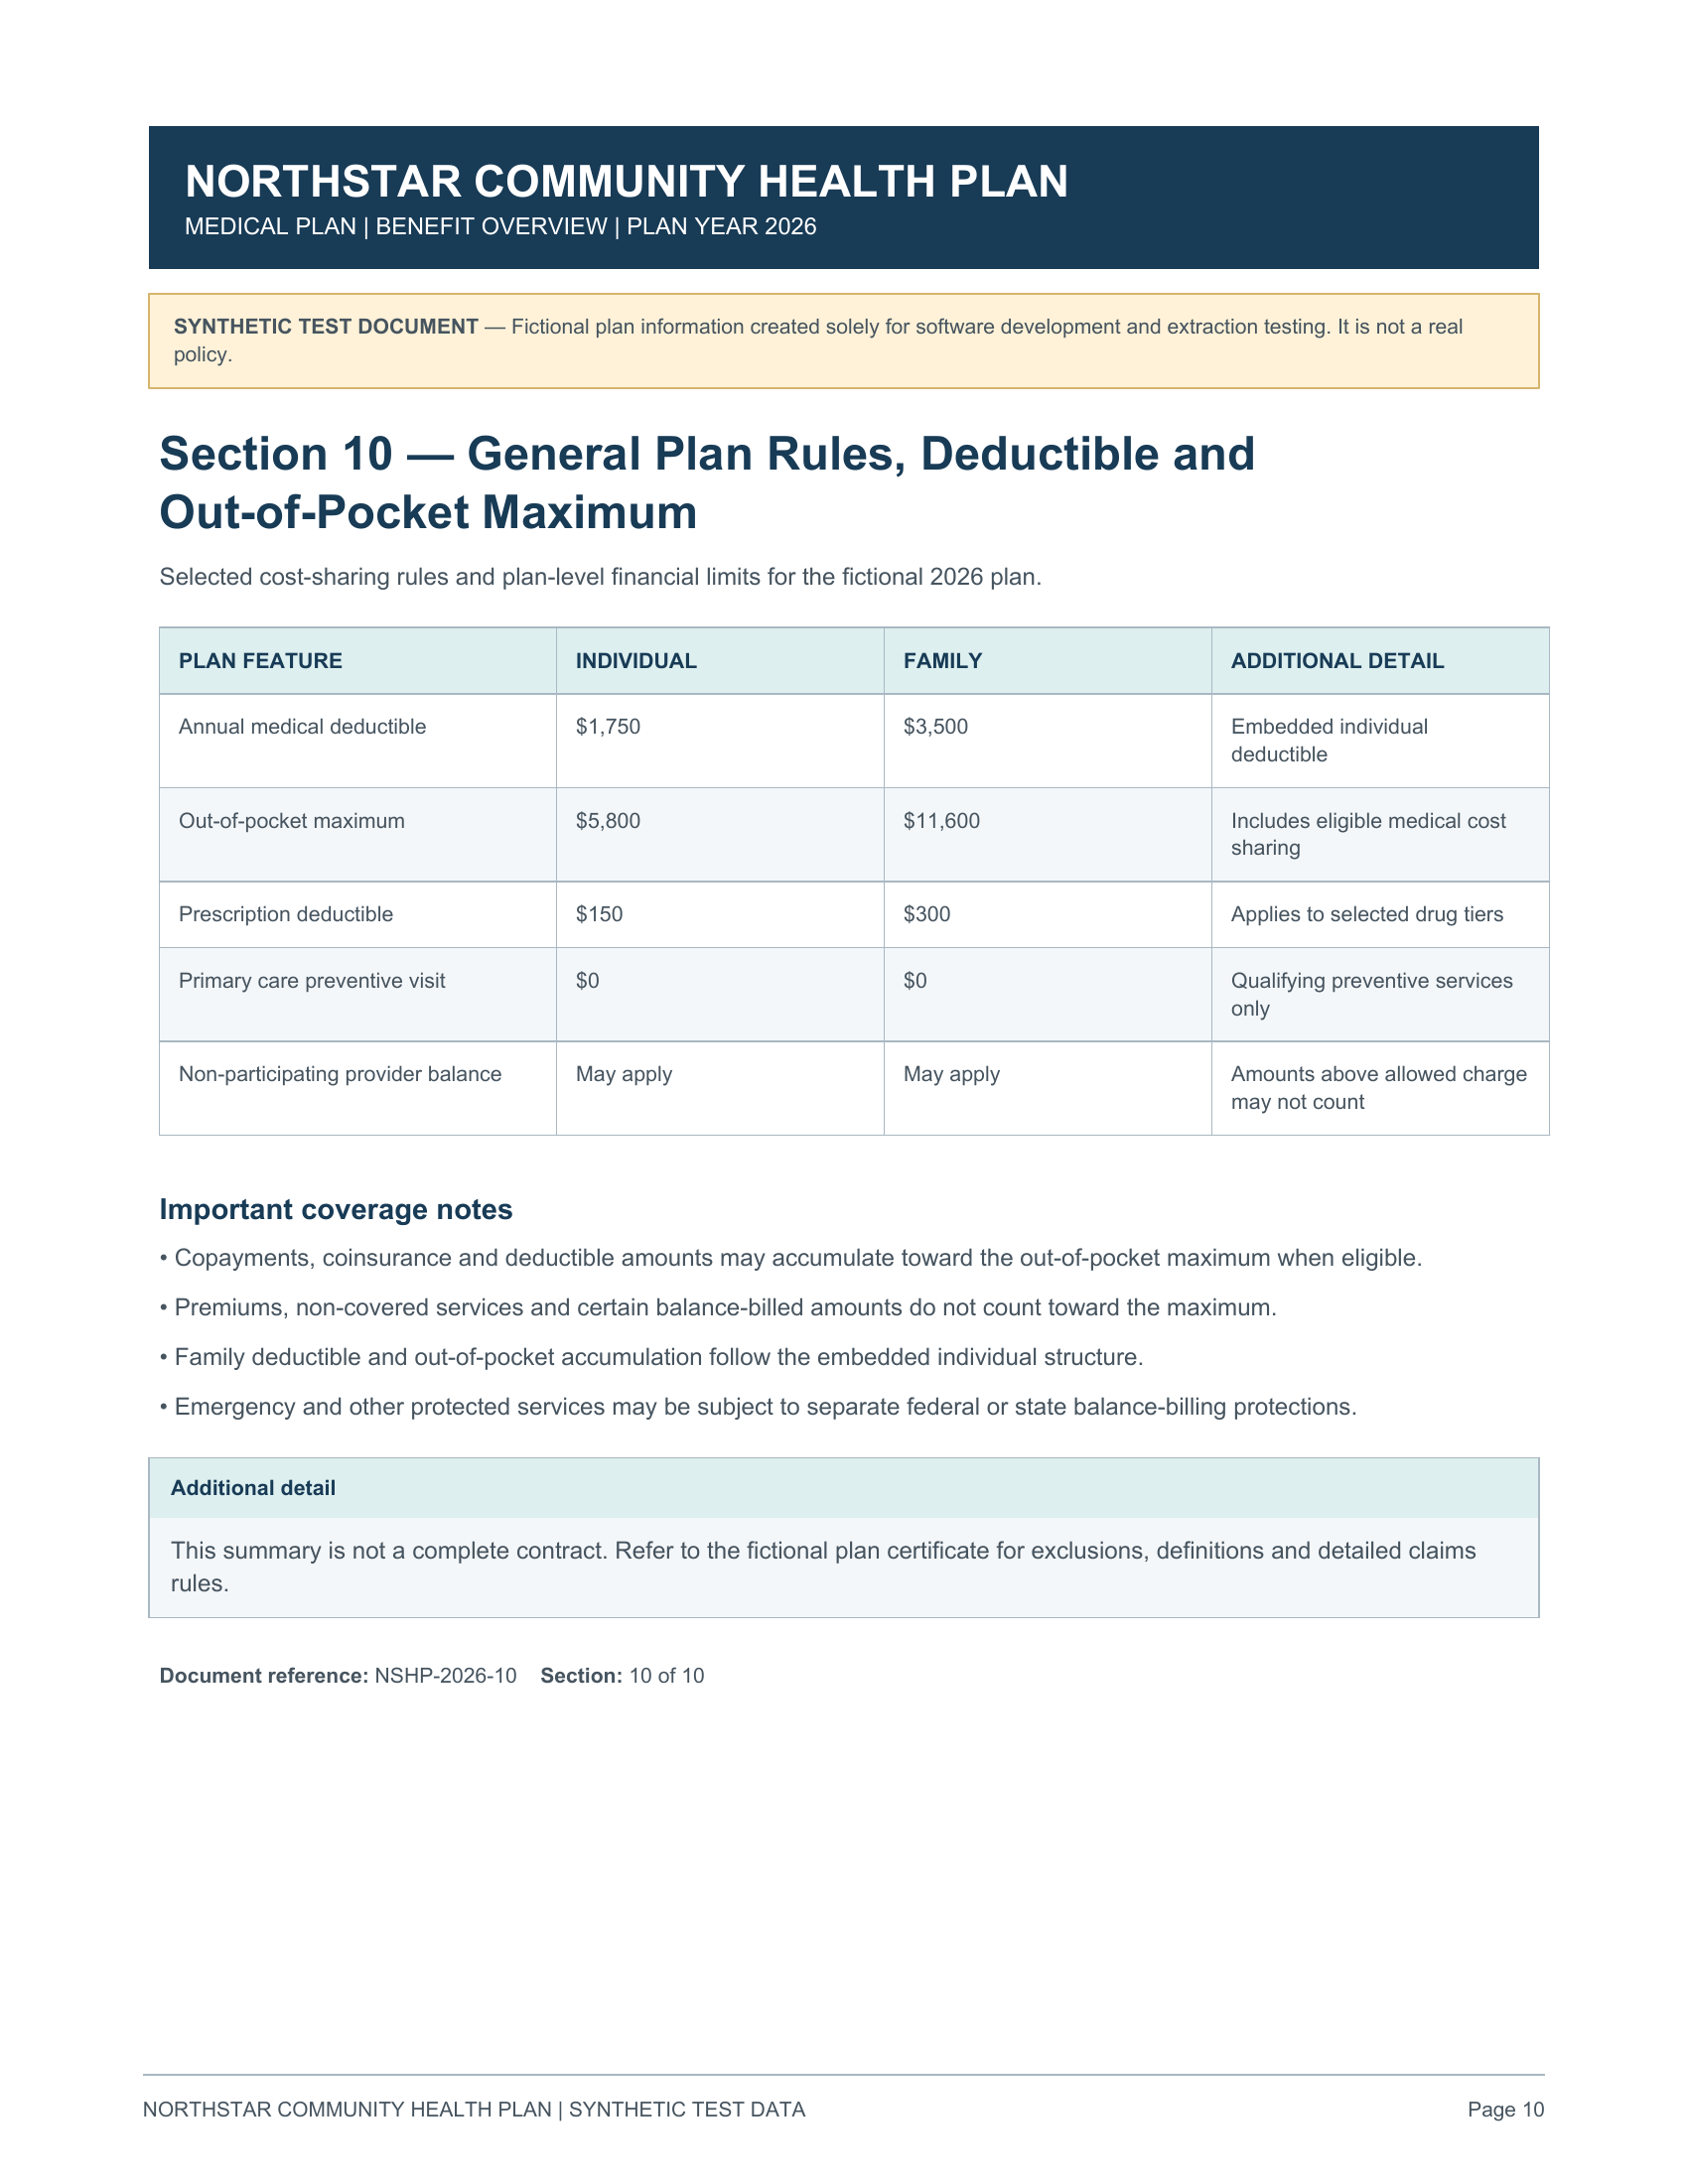 NORTHSTAR COMMUNITY HEALTH PLAN
MEDICAL PLAN | BENEFIT OVERVIEW | PLAN YEAR 2026
SYNTHETIC TEST DOCUMENT — Fictional plan information created solely for software development and extraction testing. It is not a real
policy.
Section 10 — General Plan Rules, Deductible and
Out-of-Pocket Maximum
Selected cost-sharing rules and plan-level financial limits for the fictional 2026 plan.
PLAN FEATURE INDIVIDUAL FAMILY ADDITIONAL DETAIL
Annual medical deductible $1,750 $3,500 Embedded individual
deductible
Out-of-pocket maximum $5,800 $11,600 Includes eligible medical cost
sharing
Prescription deductible $150 $300 Applies to selected drug tiers
Primary care preventive visit $0 $0 Qualifying preventive services
only
Non-participating provider balance May apply May apply Amounts above allowed charge
may not count
Important coverage notes
• Copayments, coinsurance and deductible amounts may accumulate toward the out-of-pocket maximum when eligible.
• Premiums, non-covered services and certain balance-billed amounts do not count toward the maximum.
• Family deductible and out-of-pocket accumulation follow the embedded individual structure.
• Emergency and other protected services may be subject to separate federal or state balance-billing protections.
Additional detail
This summary is not a complete contract. Refer to the fictional plan certificate for exclusions, definitions and detailed claims
rules.
Document reference: NSHP-2026-10 Section: 10 of 10
NORTHSTAR COMMUNITY HEALTH PLAN | SYNTHETIC TEST DATA Page 10